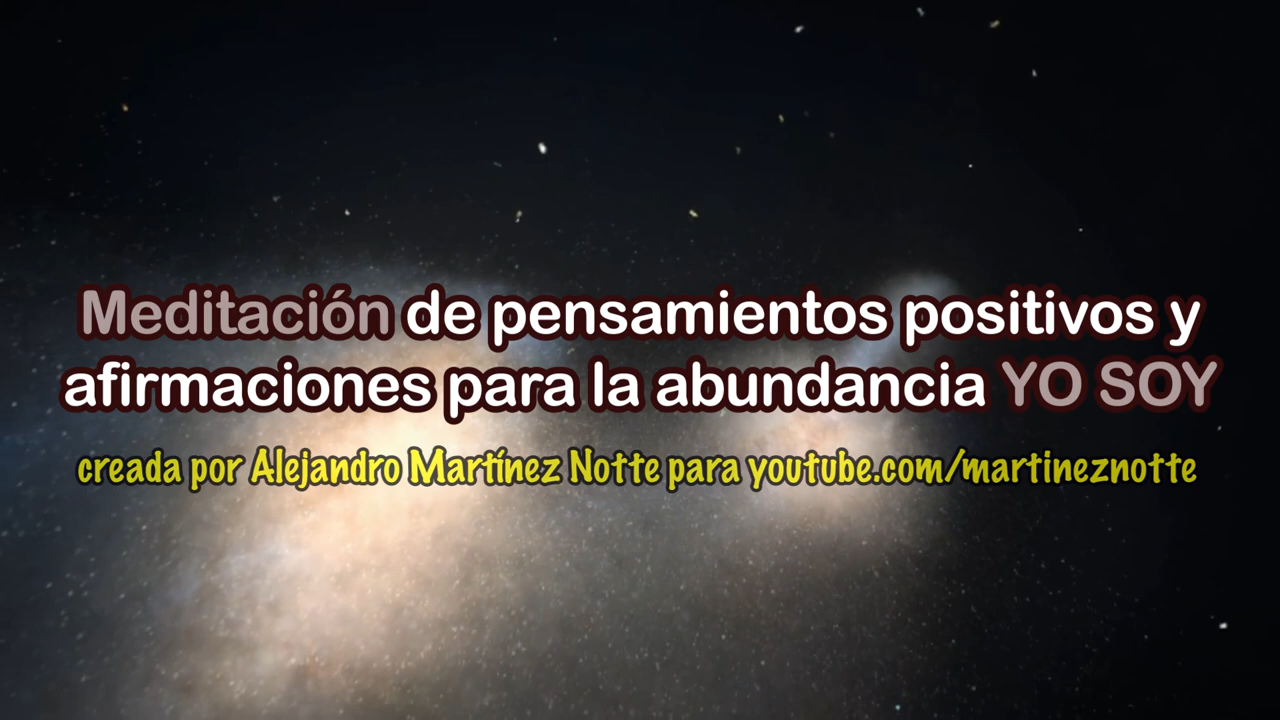 Meditación de pensamientos positivos y
afirmaciones para la abundancia YO SOY
creada por Alejandro Martínez Notte para youtube.com/martineznotte